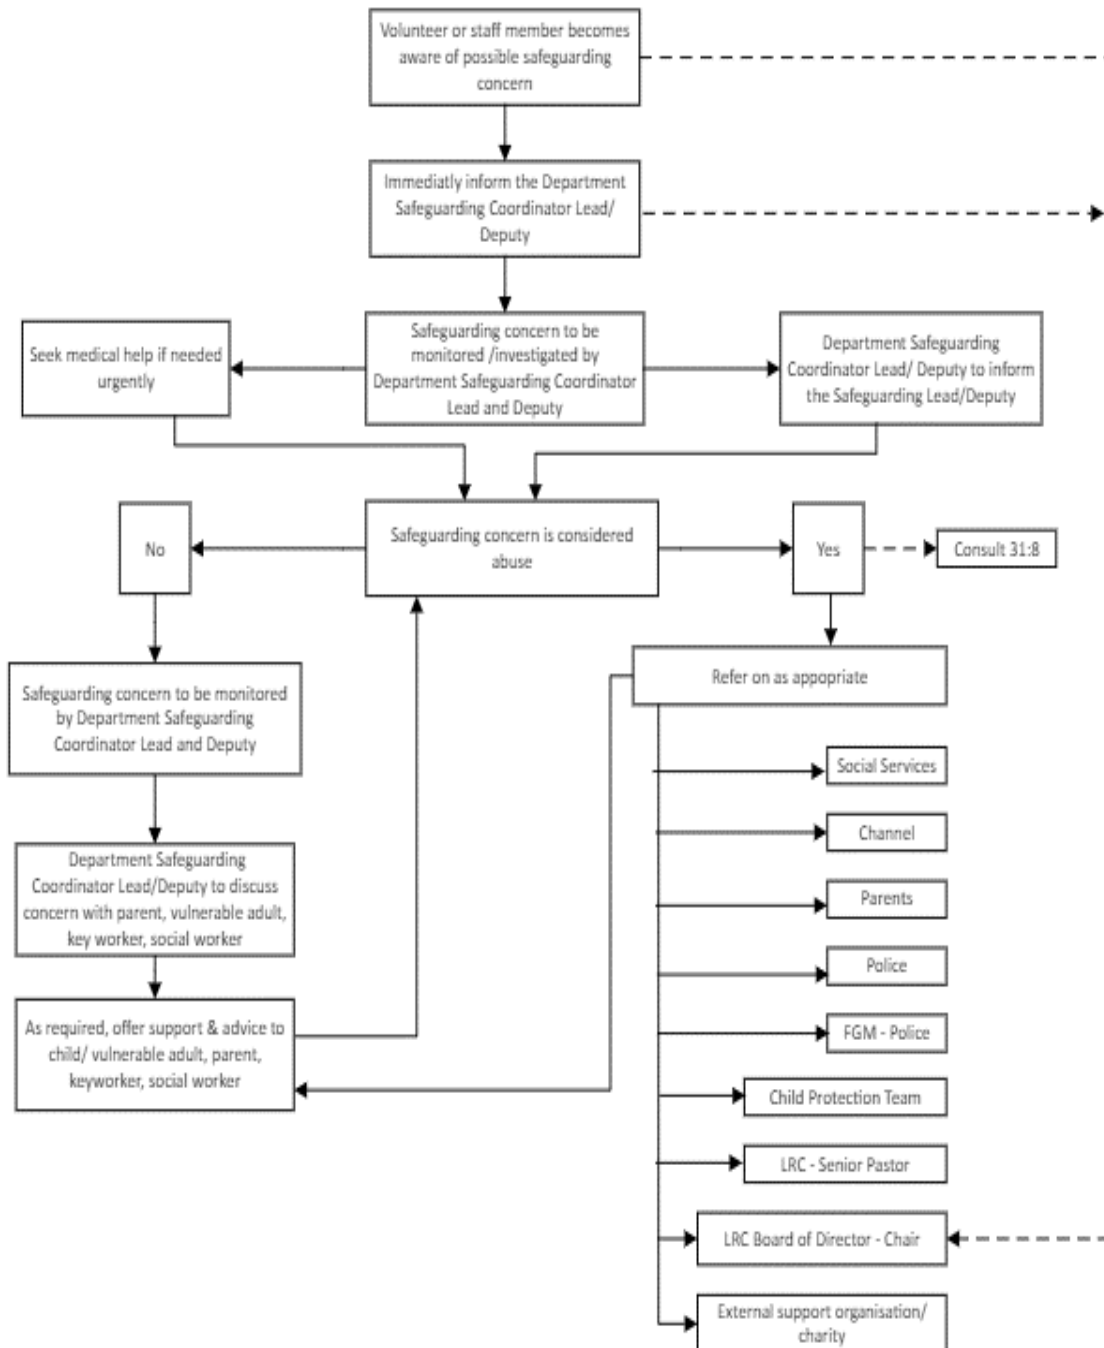 Volunteer or staff member becomes
aware of possible safeguarding
concern
Immediatly inform the Department
Safeguarding Coordinator Lead/
Deputy
Seek medical help if needed
urgently
Safeguarding concern to be
monitored /investigated by
Department Safeguarding Coordinator
Lead and Deputy
Department Safeguarding
Coordinator Lead/ Deputy to inform
the Safeguarding Lead/Deputy
No
Safeguarding concern is considered
abuse
Yes
Consult 31:8
Safeguarding concern to be monitored
by Department Safeguarding
Coordinator Lead and Deputy
Refer on as appopriate
Department Safeguarding
Coordinator Lead/Deputy to discuss
concern with parent, vulnerable adult,
key worker, social worker
As required, offer support & advice to
child/ vulnerable adult, parent,
keyworker, social worker
Social Services
Channel
Parents
Police
FGM - Police
Child Protection Team
LRC - Senior Pastor
LRC Board of Director - Chair
External support organisation/
charity